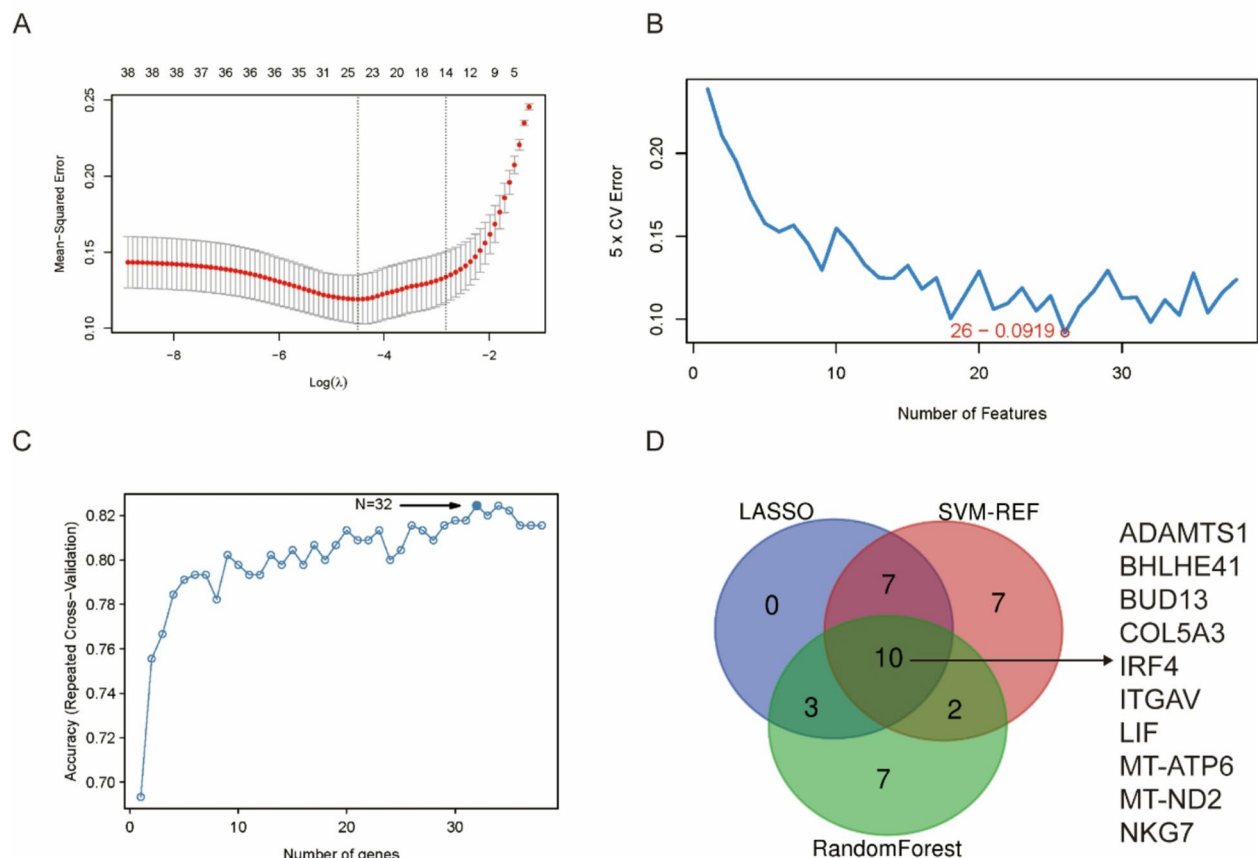 A
38 38 38 37 36 36 36 35 31 25 23 20 18 14 12 9 5
0.25
0.20
0.15
0.10
Mean-Squared Error
-8 -6 -4 -2
Log(λ)
B
0.20
0.15
0.10
5 x CV Error
26 - 0.0919
0 10 20 30
Number of Features
C
0.82
0.80
0.78
0.76
0.74
0.72
0.70
Accuracy (Repeated Cross-Validation)
N=32
0 10 20 30
Number of genes
D
LASSO
SVM-REF
0
7
7
10
3
2
7
RandomForest
ADAMTS1
BHLHE41
BUD13
COL5A3
IRF4
ITGAV
LIF
MT-ATP6
MT-ND2
NKG7